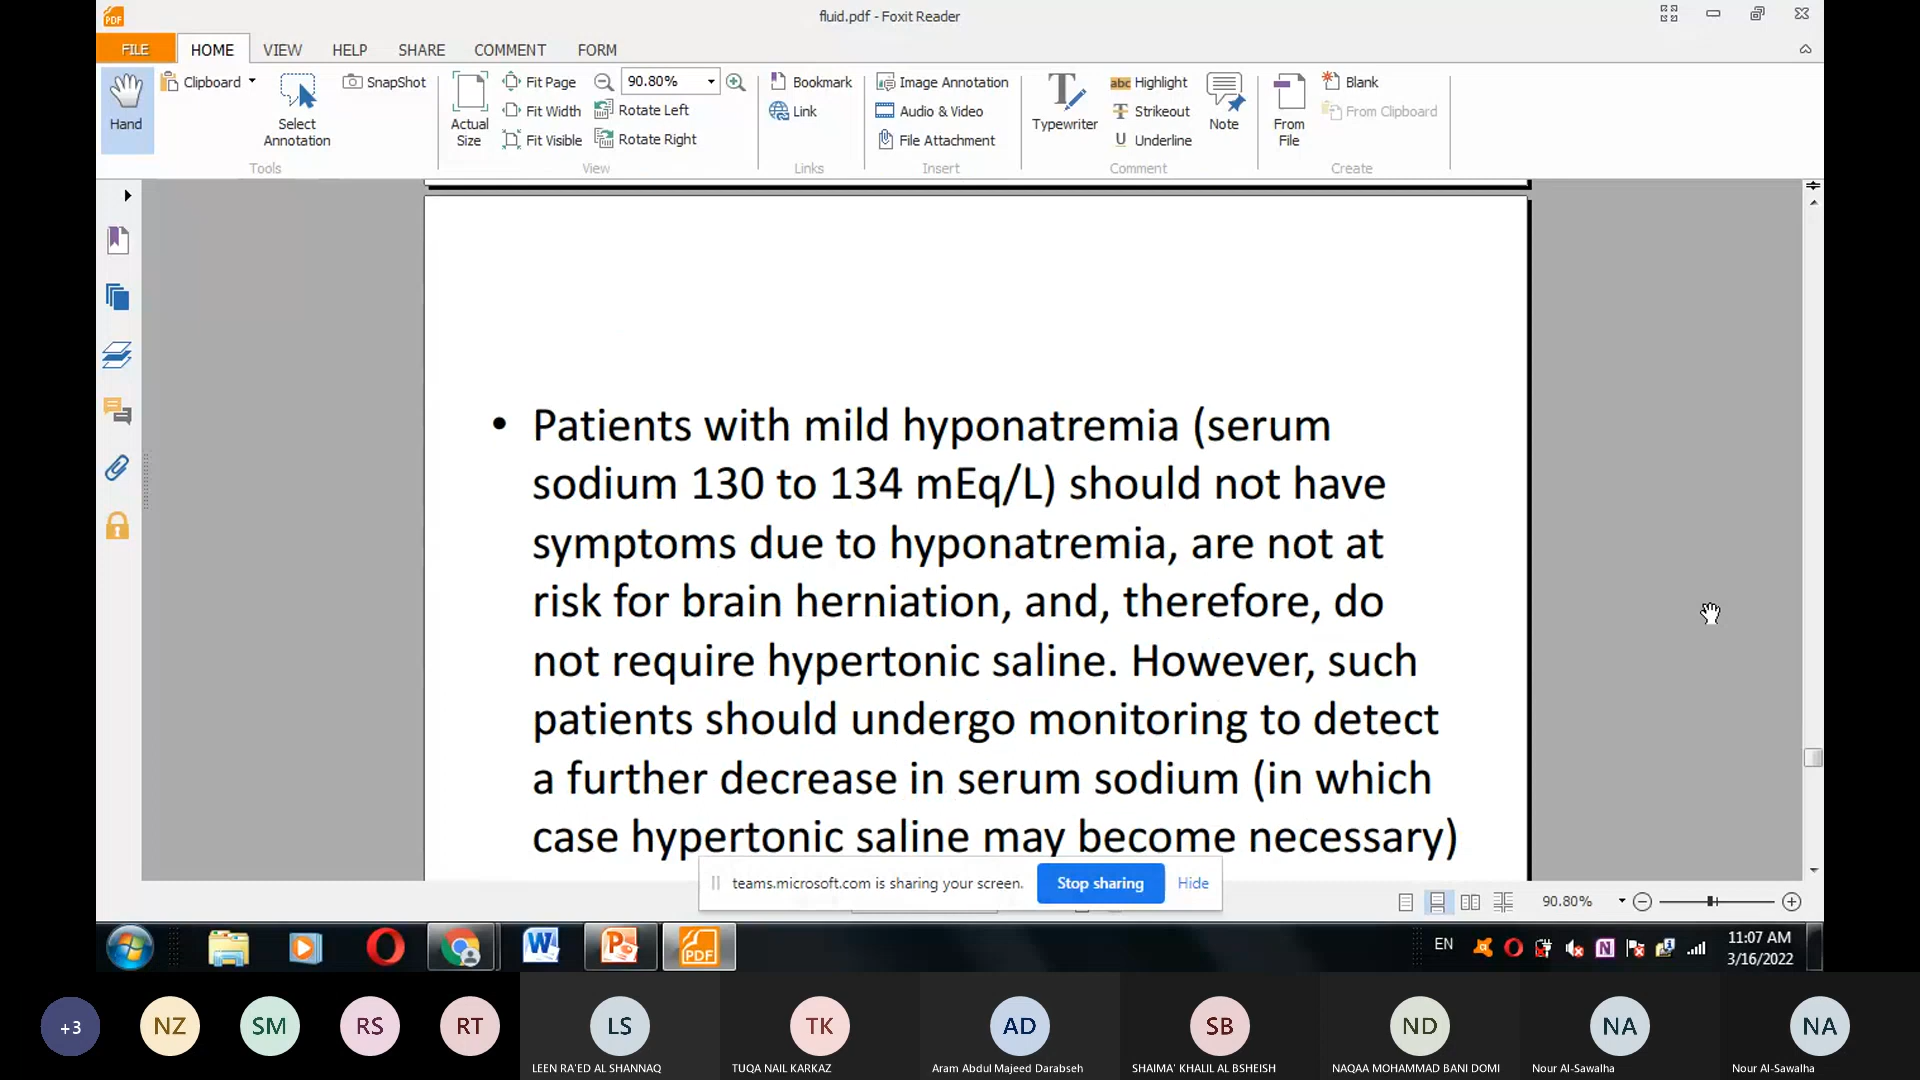 fluid.pdf - Foxit Reader
FILE HOME VIEW HELP SHARE COMMENT FORM
Hand
Clipboard
Select
Annotation
SnapShot
Tools
Actual
Size
Fit Page
Fit Width
Fit Visible
90.80%
Rotate Left
Rotate Right
View
Bookmark
Link
Links
Image Annotation
Audio & Video
File Attachment
Insert
Typewriter
abc Highlight
Strikeout
U Underline
Note
Comment
From
File
Blank
From Clipboard
Create
• Patients with mild hyponatremia (serum
sodium 130 to 134 mEq/L) should not have
symptoms due to hyponatremia, are not at
risk for brain herniation, and, therefore, do
not require hypertonic saline. However, such
patients should undergo monitoring to detect
a further decrease in serum sodium (in which
case hypertonic saline may become necessary)
teams.microsoft.com is sharing your screen. Stop sharing Hide
90.80%
EN
11:07 AM
3/16/2022
+3 NZ SM RS RT LS TK AD SB ND NA NA
LEEN RA'ED AL SHANNAQ TUQA NAIL KARKAZ Aram Abdul Majeed Darabseh SHAIMA' KHALIL AL BSHEISH NAQAA MOHAMMAD BANI DOMI Nour Al-Sawalha Nour Al-Sawalha